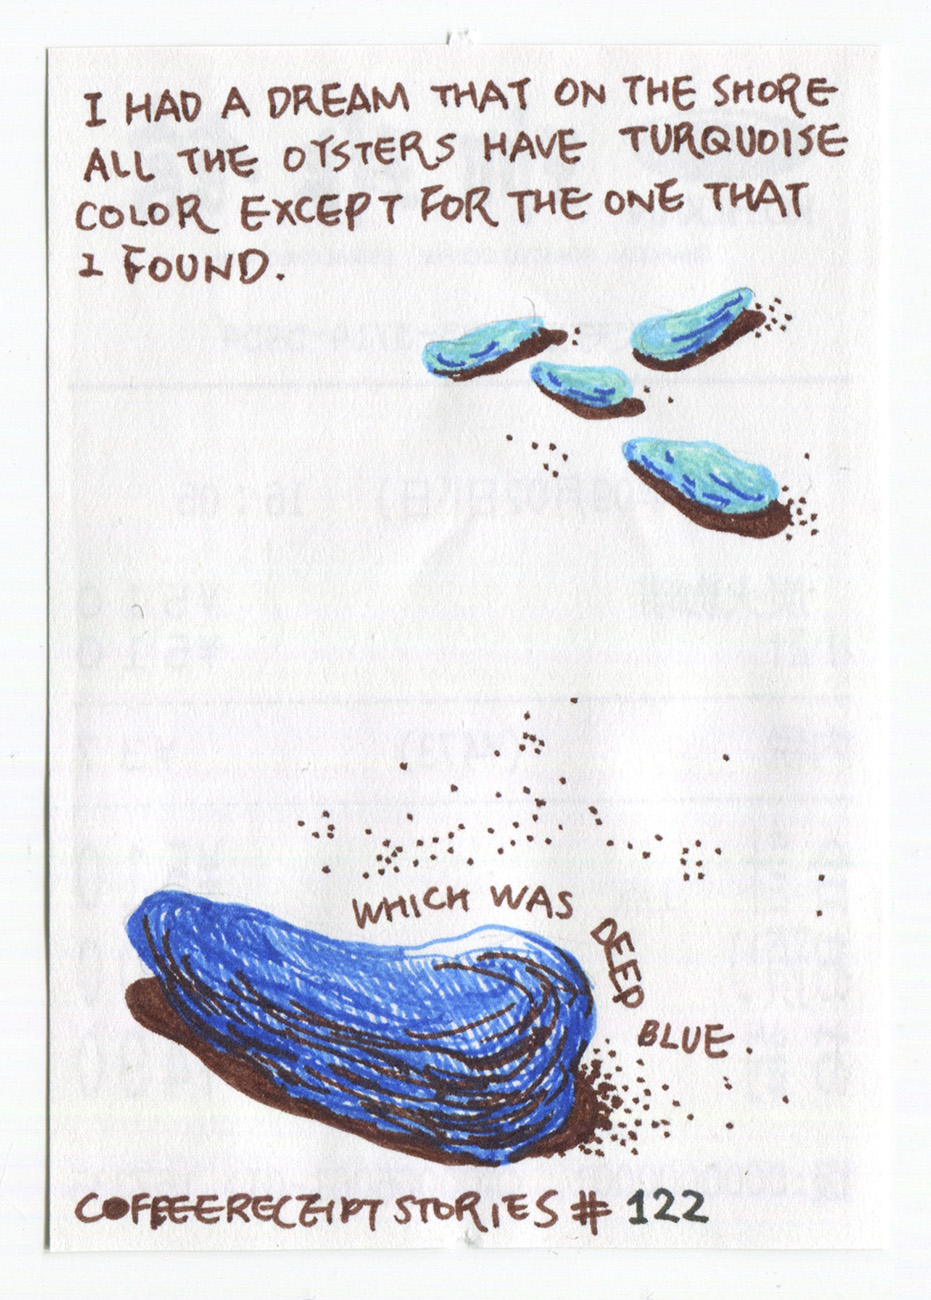 I HAD A DREAM THAT ON THE SHORE
ALL THE OYSTERS HAVE TURQUOISE
COLOR EXCEPT FOR THE ONE THAT
I FOUND.
WHICH WAS
DEEP
BLUE.
COFFEERECEIPT STORIES # 122